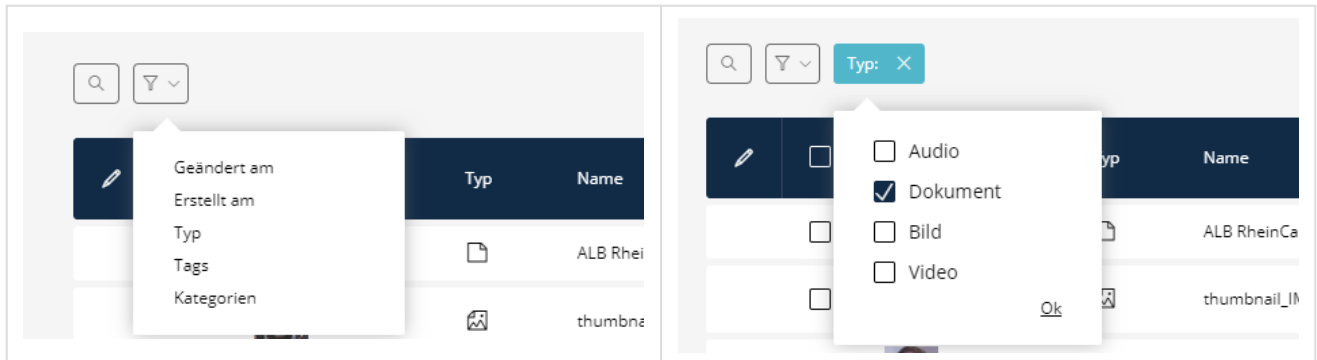 Geändert am
Erstellt am
Typ
Tags
Kategorien
Typ Name
ALB Rhei
thumbna
Typ:
Audio
Dokument
Bild
Video
Ok
yp Name
ALB RheinCa
thumbnail_IM